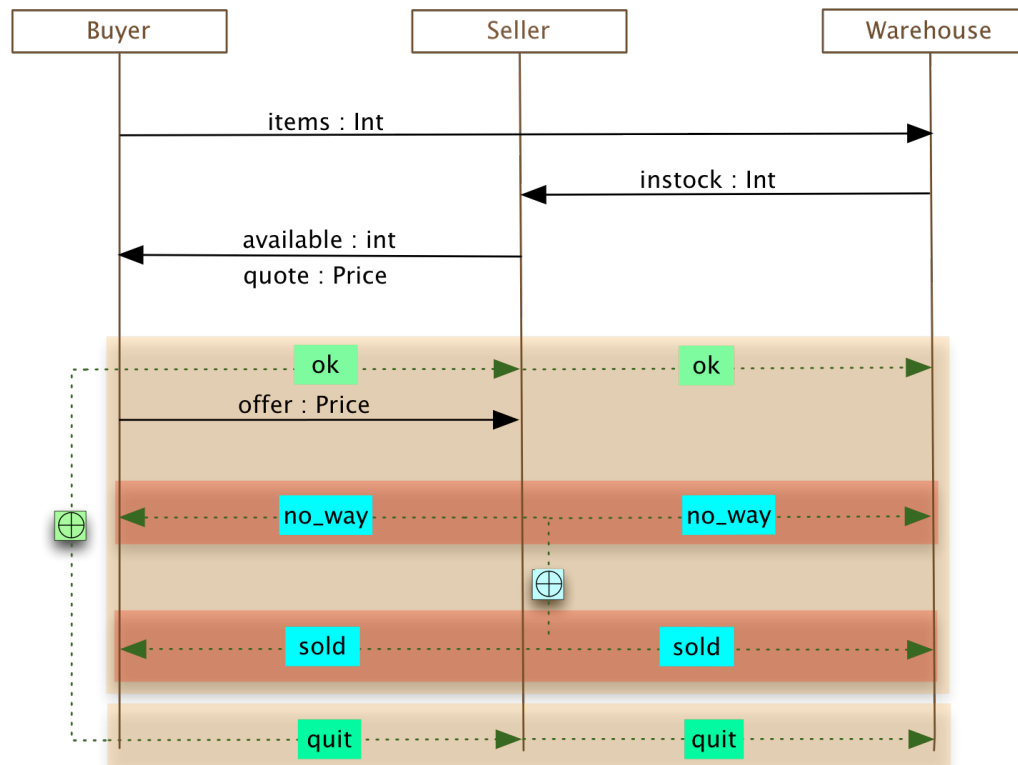 Buyer
Seller
Warehouse
items : Int
instock : Int
available : int
quote : Price
ok
ok
offer : Price
no_way
no_way
sold
sold
quit
quit